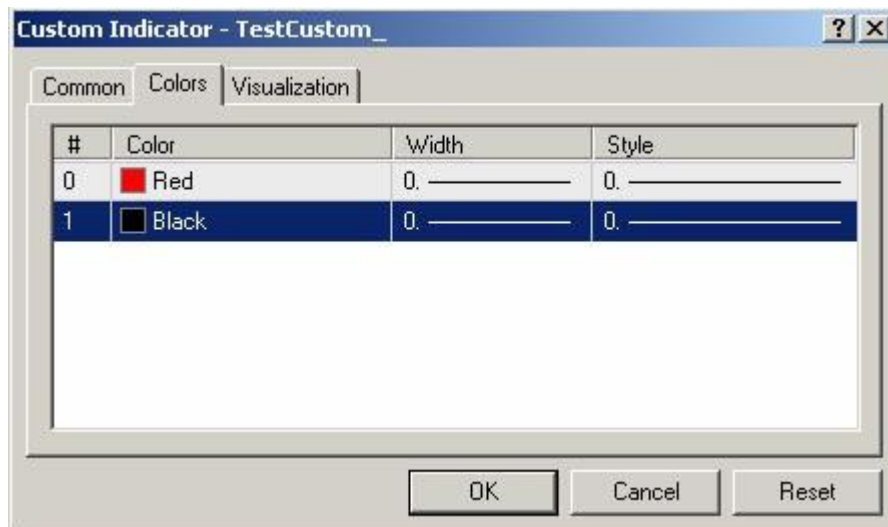 Custom Indicator - TestCustom_
Common Colors Visualization
# Color Width Style
0 Red 0. 0.
1 Black 0. 0.
OK Cancel Reset